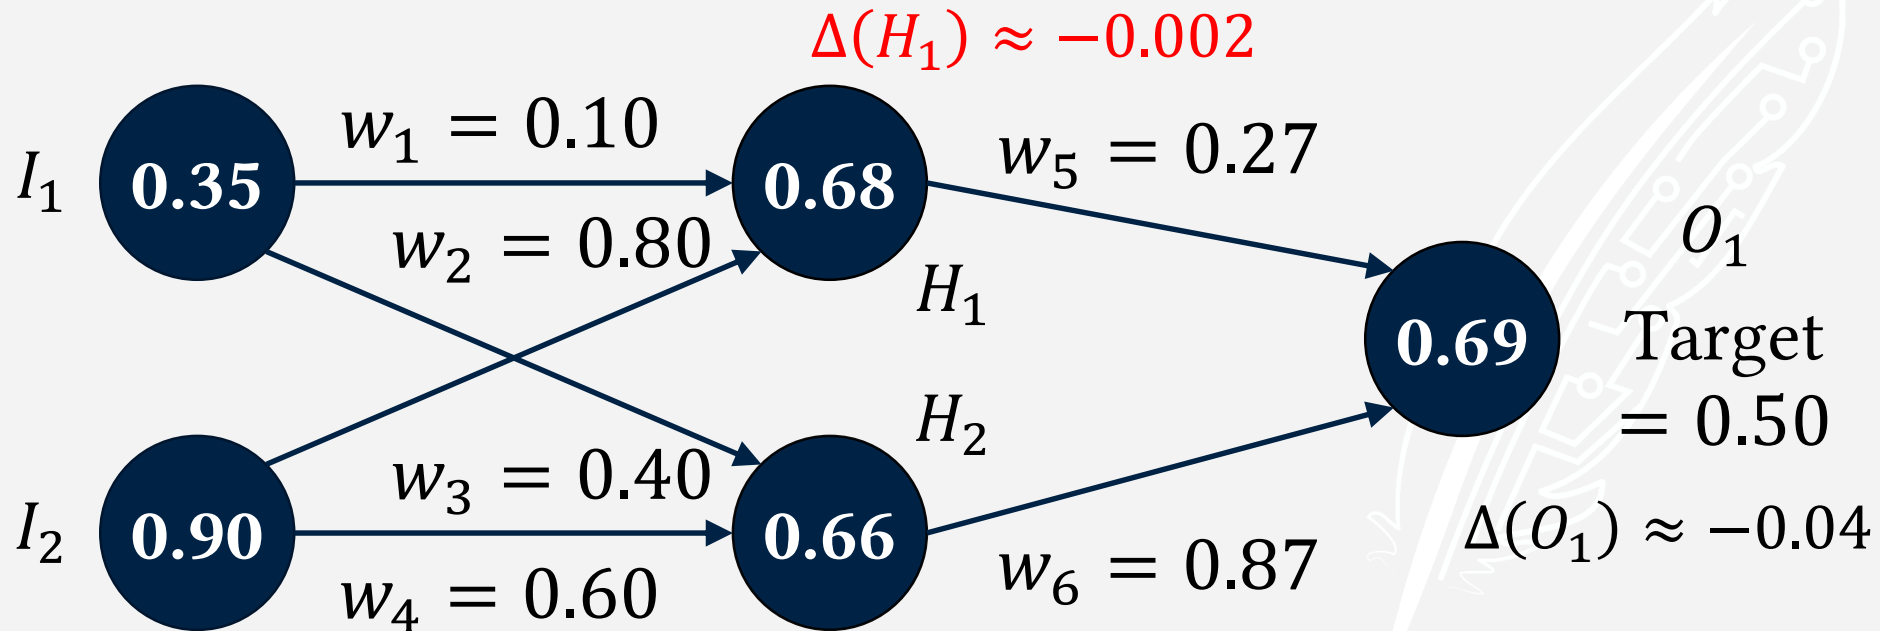 Δ(H₁) ≈ −0.002
I₁
0.35
w₁ = 0.10
w₂ = 0.80
0.68
H₁
w₅ = 0.27
I₂
0.90
w₃ = 0.40
w₄ = 0.60
0.66
H₂
w₆ = 0.87
0.69
O₁
Target
= 0.50
Δ(O₁) ≈ −0.04